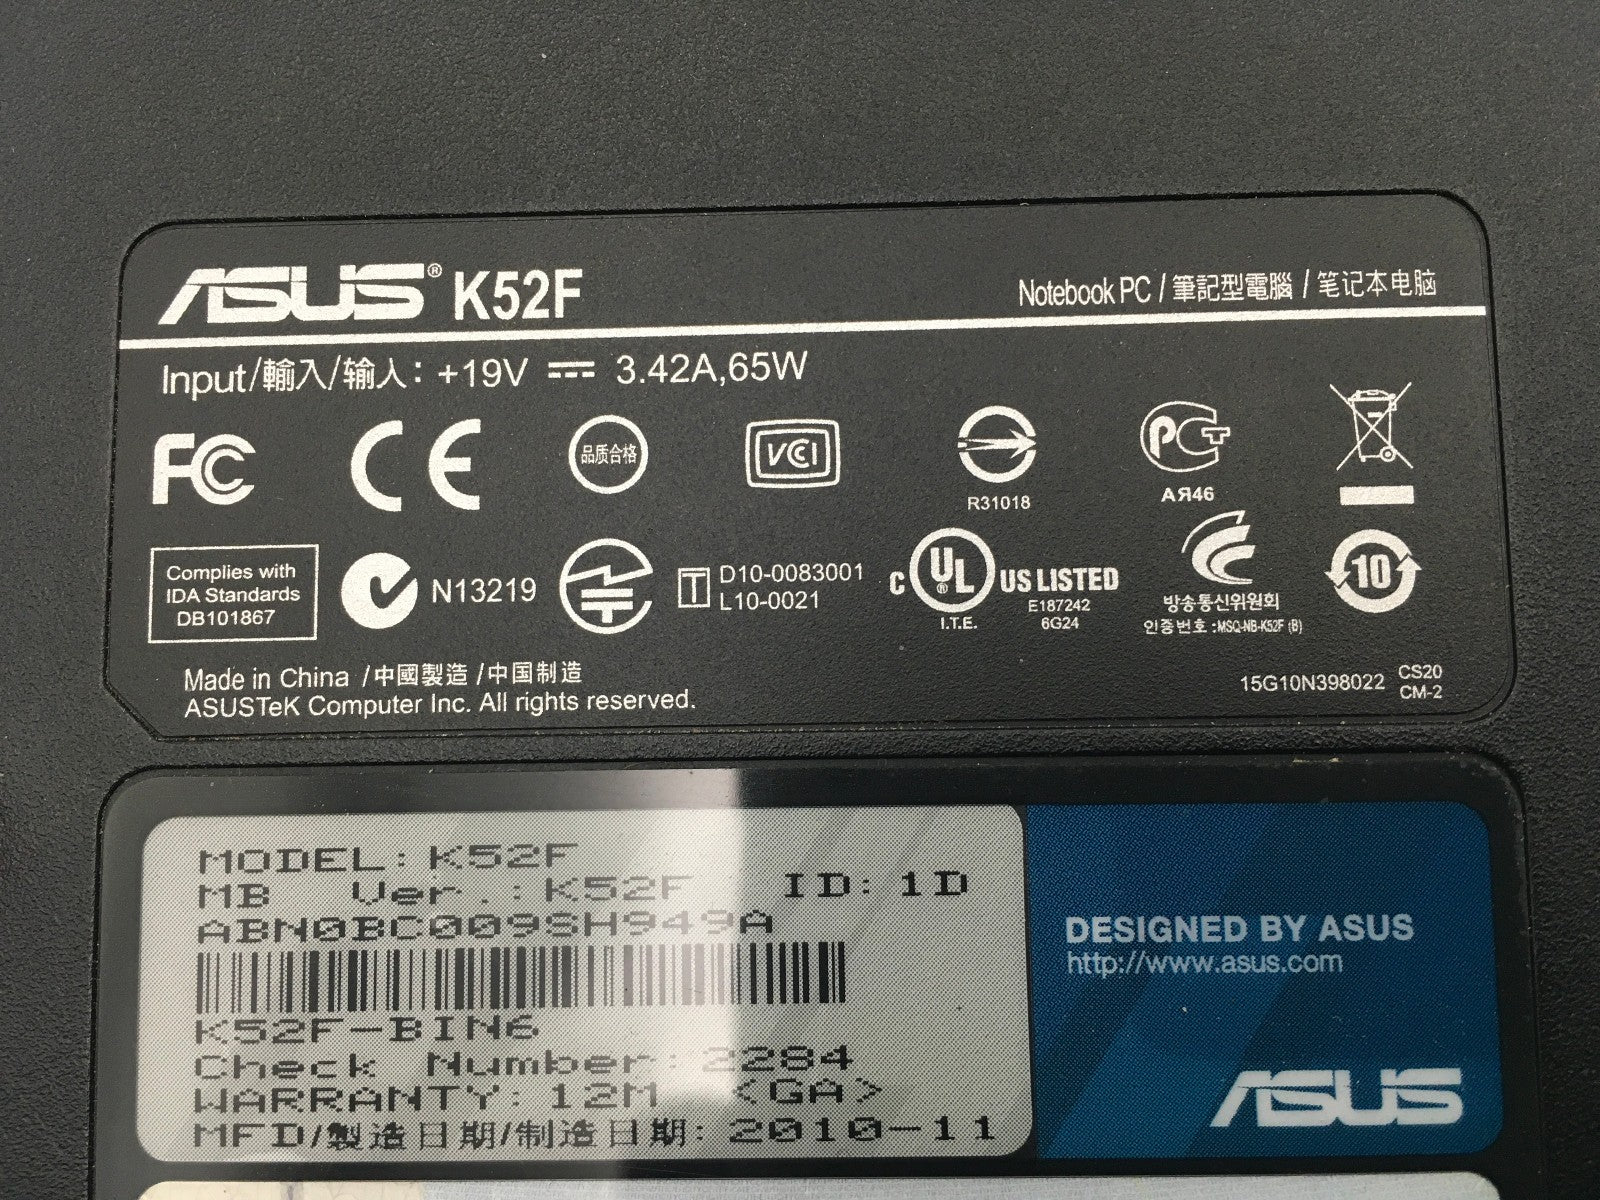 ASUS® K52F
Notebook PC / 筆記型電腦 / 笔记本电脑
Input/輸入/输人: +19V ⎓ 3.42A,65W
FC CE 品质合格 VCI R31018 PCT АЯ46
Complies with
IDA Standards
DB101867
N13219
T D10-0083001
L10-0021
C UL® US LISTED
I.T.E. E187242
6G24
방송통신위원회
인증번호 :MSQ-NB-K52F (B)
10
Made in China /中國製造 /中国制造
ASUSTeK Computer Inc. All rights reserved.
15G10N398022 CS20
CM-2
MODEL: K52F
MB Ver.: K52F ID: 1D
ABN0BC009SH949A
K52F-BIN6
Check Number: 2284
WARRANTY: 12M <GA>
MFD/製造日期/制造日期: 2010-11
DESIGNED BY ASUS
http://www.asus.com
ASUS